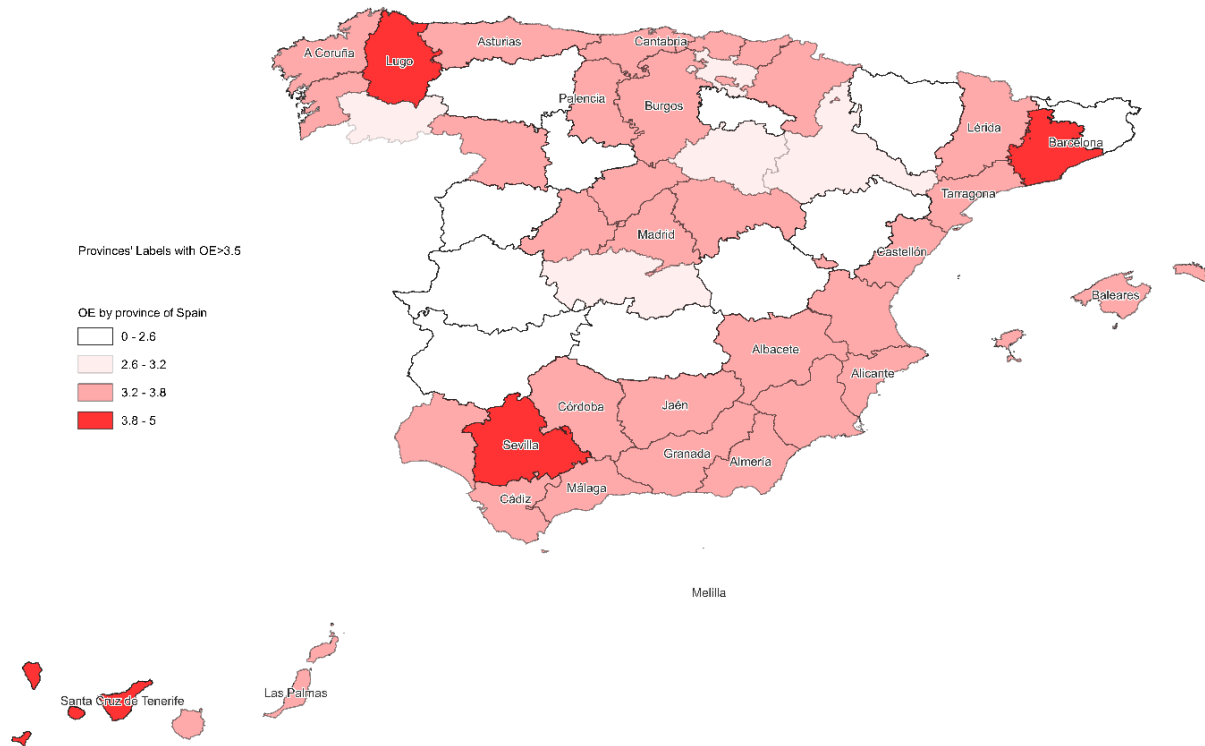 A Coruña
Lugo
Asturias
Cantabria
Palencia
Burgos
Lérida
Barcelona
Tarragona
Madrid
Castellón
Provinces' Labels with OE>3.5
Baleares
OE by province of Spain
0 - 2.6
2.6 - 3.2
3.2 - 3.8
3.8 - 5
Albacete
Alicante
Córdoba
Jaén
Sevilla
Granada
Almería
Málaga
Cádiz
Melilla
Santa Cruz de Tenerife
Las Palmas